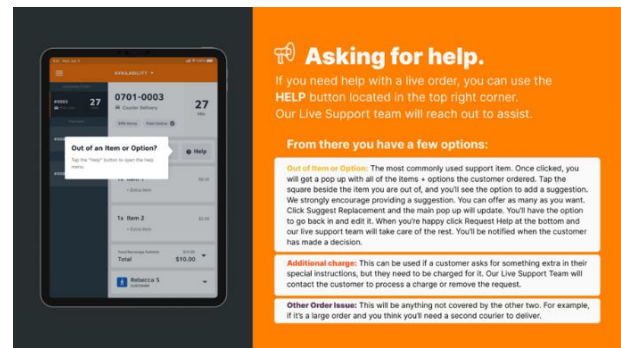 AVAILABILITY
0701-0003
Courier Delivery
27
27
Help
Out of an Item or Option?
Tap the "Help" button to open the help
menu.
+ Extra Item
1x Item 2
+ Extra Item
Total
$10.00
Rebecca S
Asking for help.
If you need help with a live order, you can use the
HELP button located in the top right corner.
Our Live Support team will reach out to assist.
From there you have a few options:
Out of Item or Option: The most commonly used support item. Once clicked, you
will get a pop up with all of the items + options the customer ordered. Tap the
square beside the item you are out of, and you'll see the option to add a suggestion.
We strongly encourage providing a suggestion. You can offer as many as you want.
Click Suggest Replacement and the main pop up will update. You'll have the option
to go back in and edit it. When you're happy click Request Help at the bottom and
our live support team will take care of the rest. You'll be notified when the customer
has made a decision.
Additional charge: This can be used if a customer asks for something extra in their
special instructions, but they need to be charged for it. Our Live Support Team will
contact the customer to process a charge or remove the request.
Other Order Issue: This will be anything not covered by the other two. For example,
if it's a large order and you think you'll need a second courier to deliver.